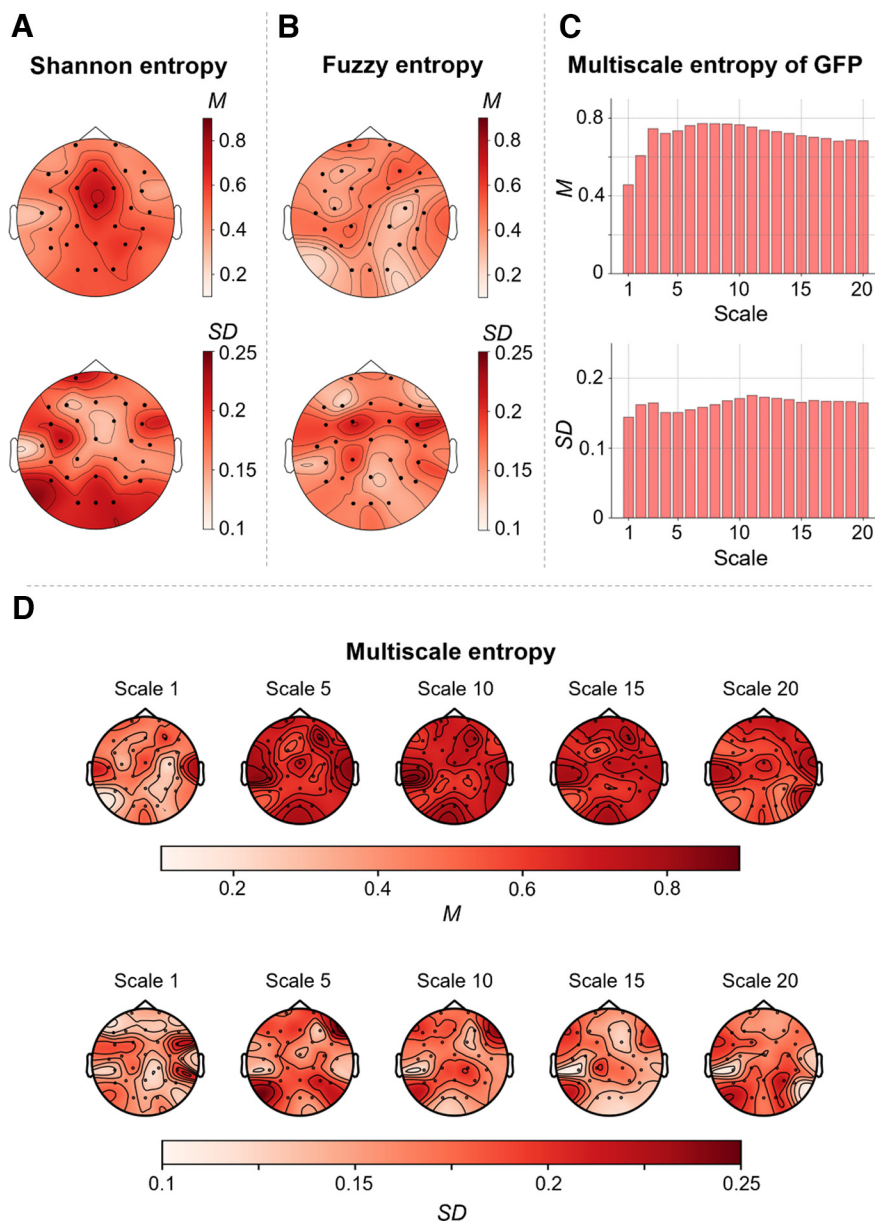 A
Shannon entropy
M
0.8
0.6
0.4
0.2
SD
0.25
0.2
0.15
0.1
B
Fuzzy entropy
M
0.8
0.6
0.4
0.2
SD
0.25
0.2
0.15
0.1
C
Multiscale entropy of GFP
M
0.8
0.4
0
1 5 10 15 20
Scale
SD
0.2
0.1
0
1 5 10 15 20
Scale
D
Multiscale entropy
Scale 1 Scale 5 Scale 10 Scale 15 Scale 20
0.2 0.4 0.6 0.8
M
Scale 1 Scale 5 Scale 10 Scale 15 Scale 20
0.1 0.15 0.2 0.25
SD